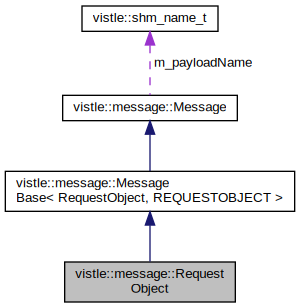 vistle::shm_name_t
m_payloadName
vistle::message::Message
vistle::message::Message
Base< RequestObject, REQUESTOBJECT >
vistle::message::Request
Object